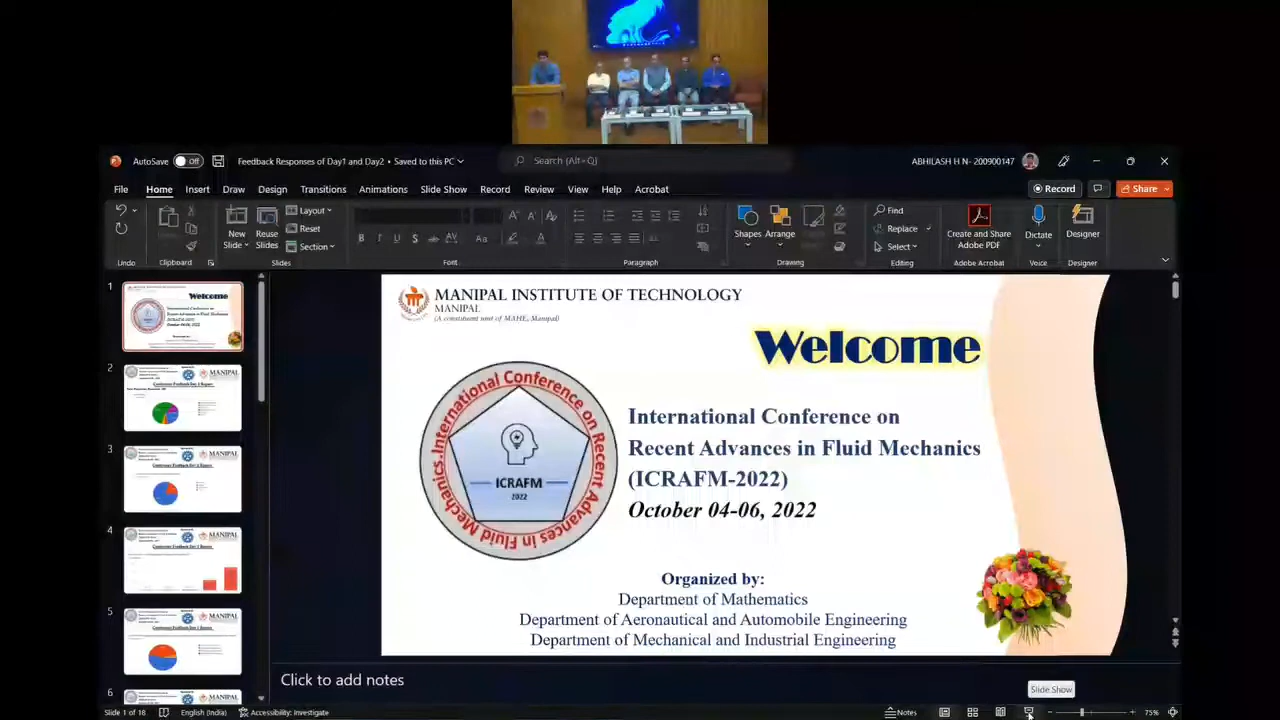 AutoSave Off Feedback Responses of Day1 and Day2 • Saved to this PC Search (Alt+Q) ABHILASH H N- 200900147
File Home Insert Draw Design Transitions Animations Slide Show Record Review View Help Acrobat Record Share
New Slide Reuse Slides Layout Reset Section Shapes Arrange Find Replace Select Create and Share Adobe PDF Dictate Designer
Undo Clipboard Slides Font Paragraph Drawing Editing Adobe Acrobat Voice Designer
1
2
3
4
5
6
MANIPAL INSTITUTE OF TECHNOLOGY
MANIPAL
(A constituent unit of MAHE, Manipal)
Welcome
International Conference on Recent Advances in Fluid Mechanics
ICRAFM
2022
International Conference on
Recent Advances in Fluid Mechanics
(ICRAFM-2022)
October 04-06, 2022
Organized by:
Department of Mathematics
Department of Aeronautical and Automobile Engineering
Department of Mechanical and Industrial Engineering
Click to add notes
Slide Show
Slide 1 of 18 English (India) Accessibility: Investigate Notes 75%